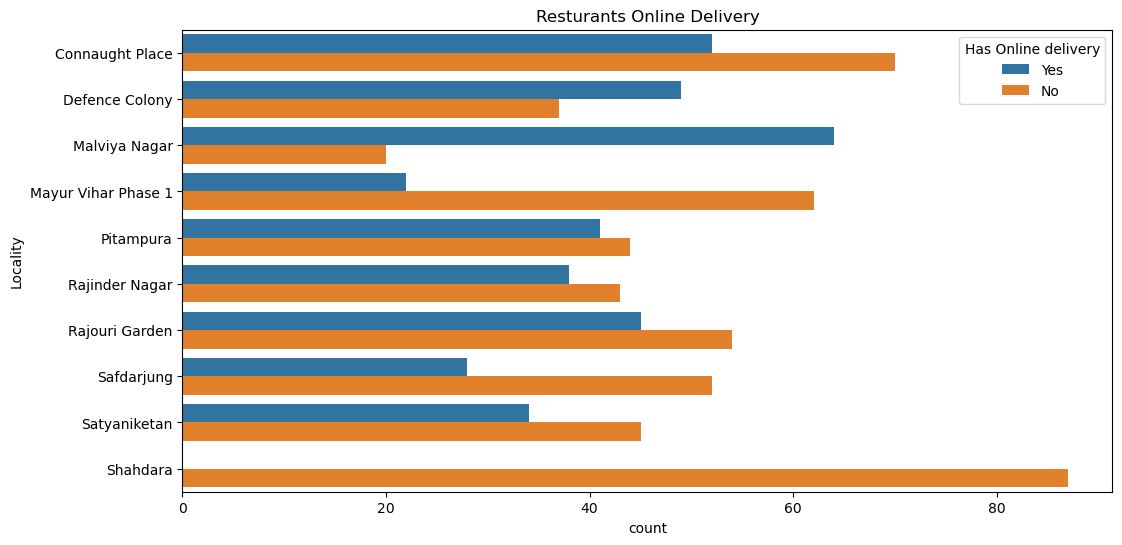 Resturants Online Delivery
Has Online delivery
Yes
No
Locality
Connaught Place
Defence Colony
Malviya Nagar
Mayur Vihar Phase 1
Pitampura
Rajinder Nagar
Rajouri Garden
Safdarjung
Satyaniketan
Shahdara
0 20 40 60 80
count